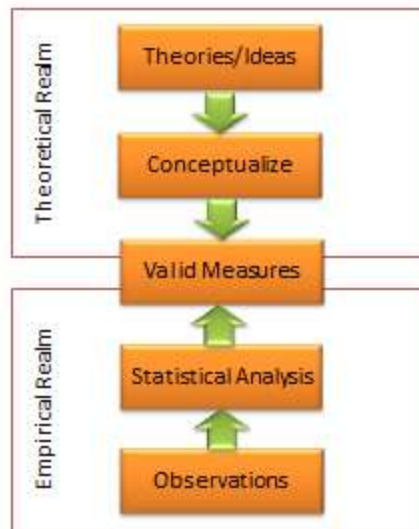 Theoretical Realm
Theories/Ideas
Conceptualize
Valid Measures
Empirical Realm
Statistical Analysis
Observations